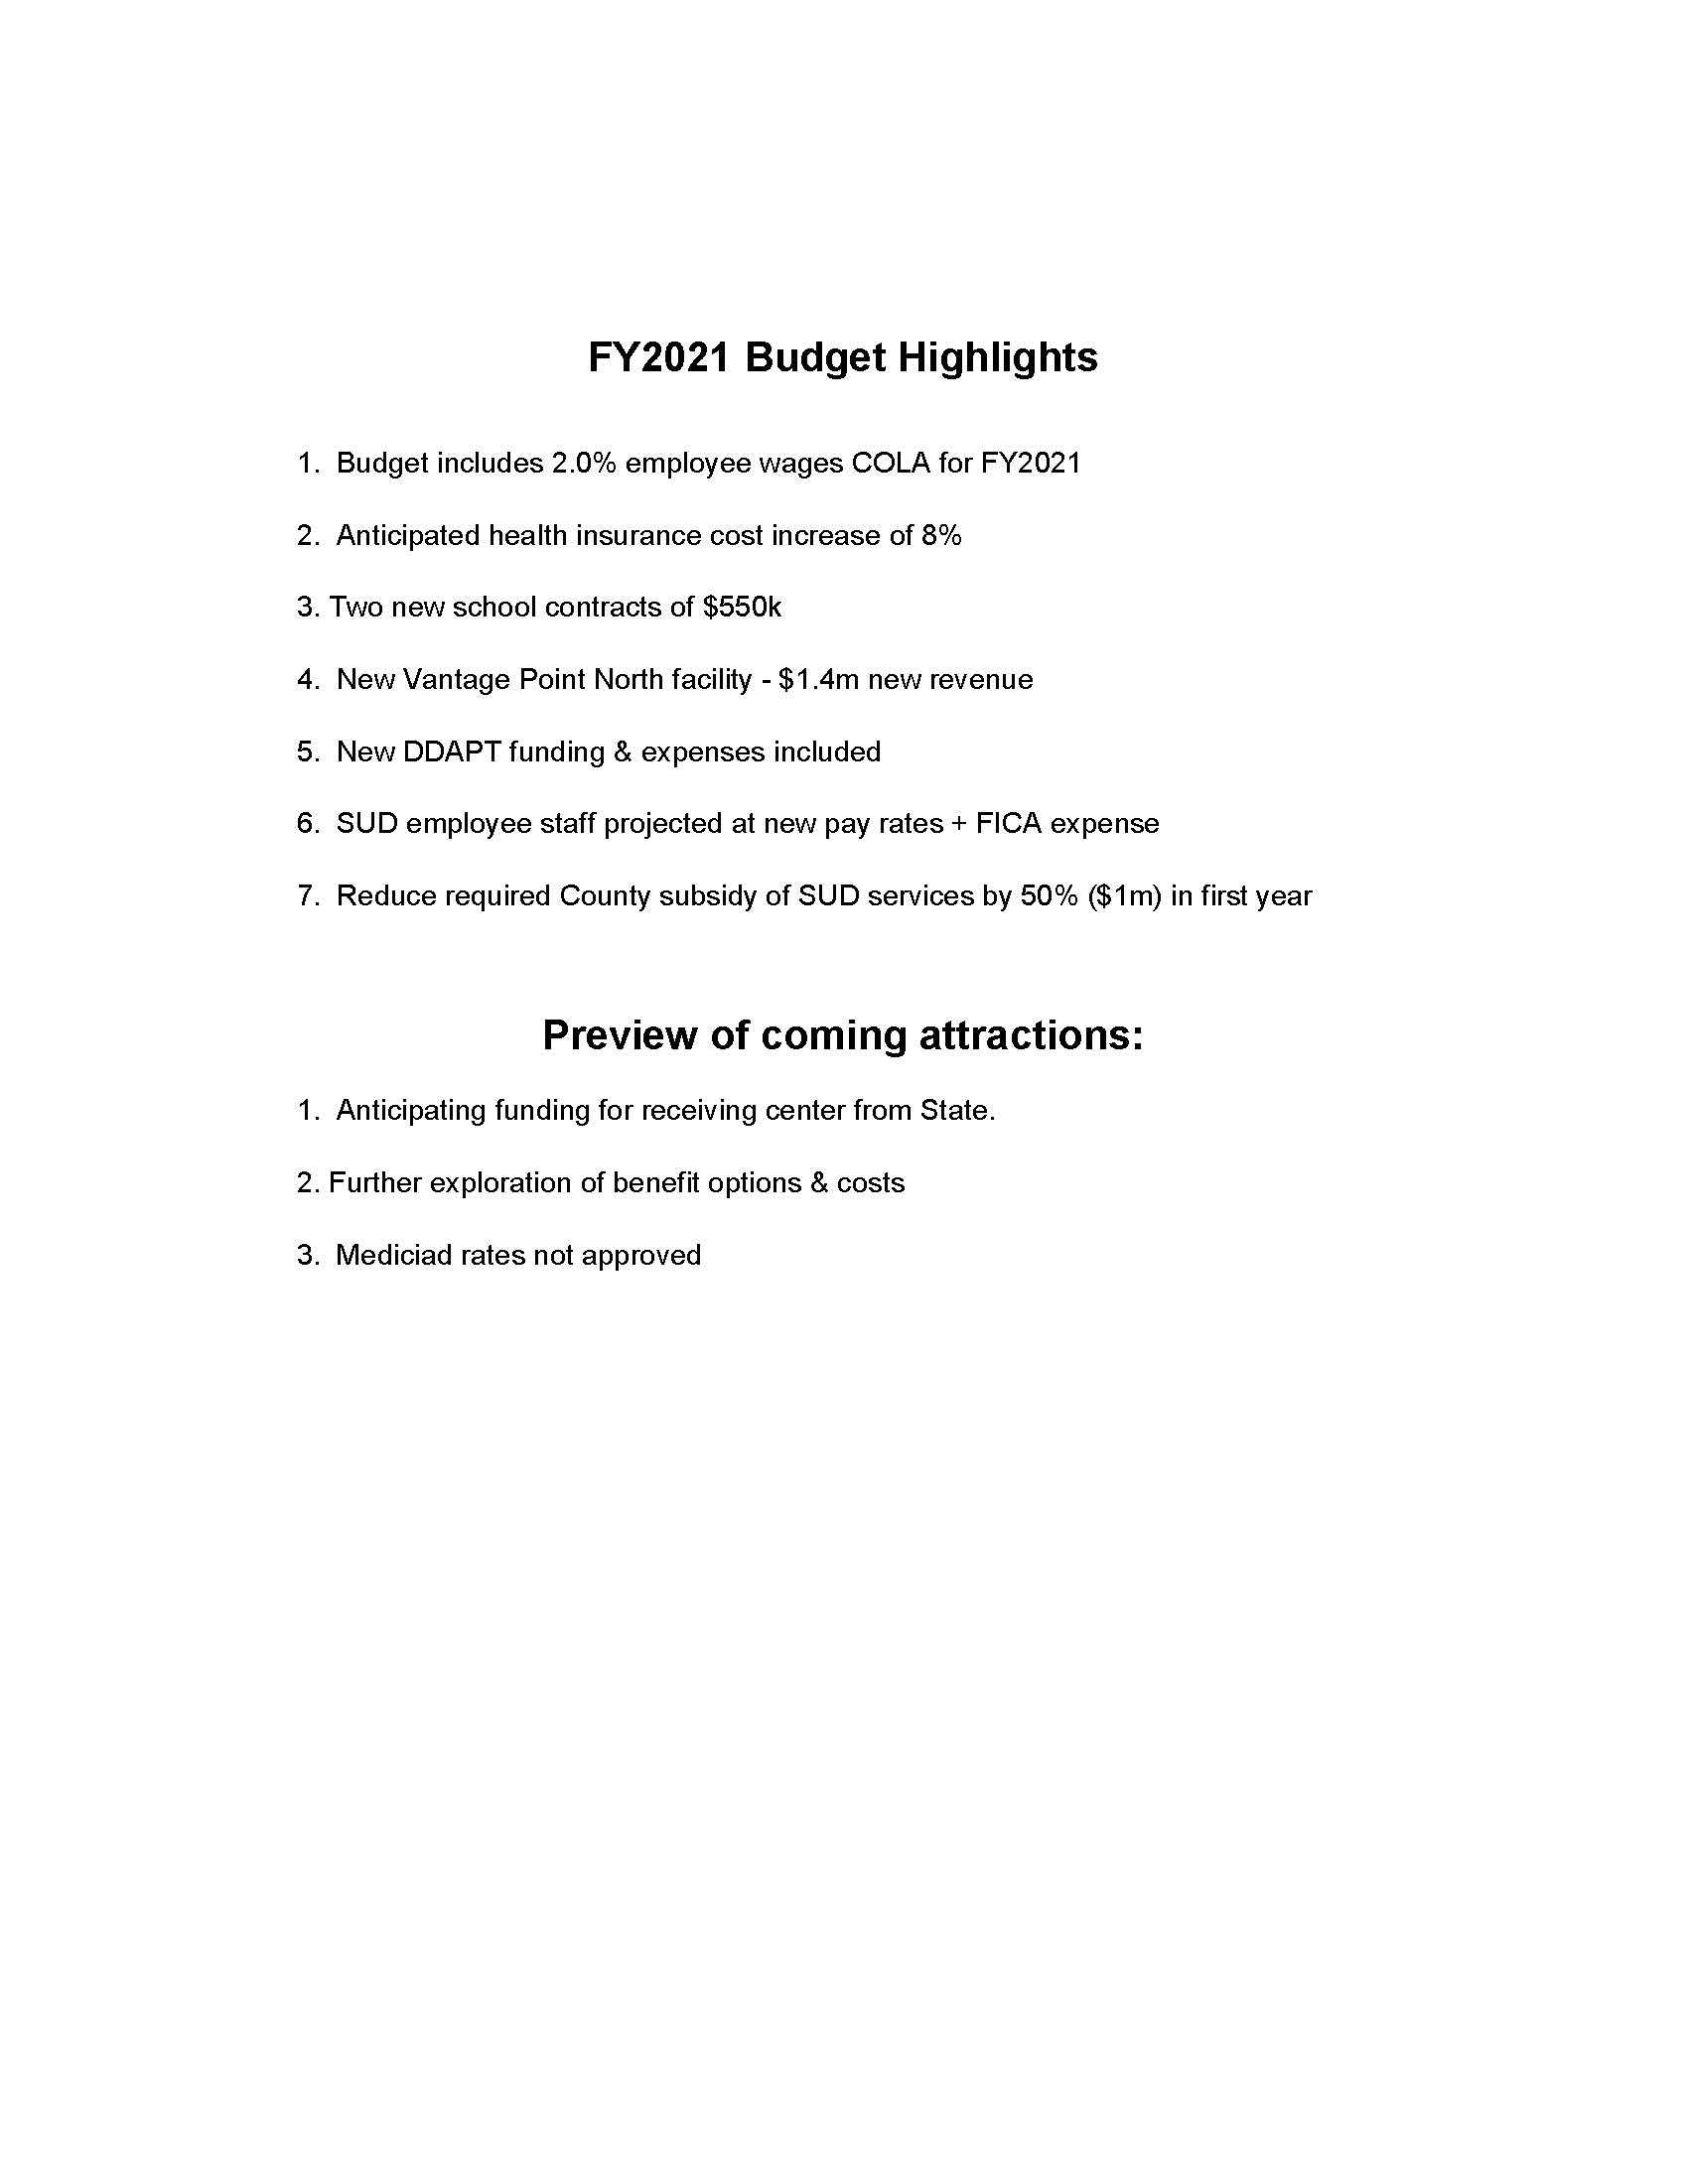 FY2021 Budget Highlights
1. Budget includes 2.0% employee wages COLA for FY2021
2. Anticipated health insurance cost increase of 8%
3. Two new school contracts of $550k
4. New Vantage Point North facility - $1.4m new revenue
5. New DDAPT funding & expenses included
6. SUD employee staff projected at new pay rates + FICA expense
7. Reduce required County subsidy of SUD services by 50% ($1m) in first year
Preview of coming attractions:
1. Anticipating funding for receiving center from State.
2. Further exploration of benefit options & costs
3. Mediciad rates not approved